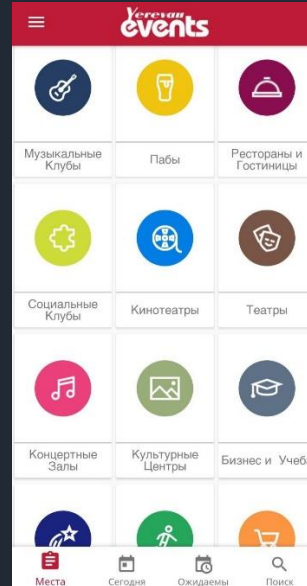 Yerevan
events
Музыкальные
Клубы
Пабы
Рестораны и
Гостиницы
Социальные
Клубы
Кинотеатры
Театры
Концертные
Залы
Культурные
Центры
Бизнес и Учеб
Места
Сегодня
Ожидаемы
Поиск